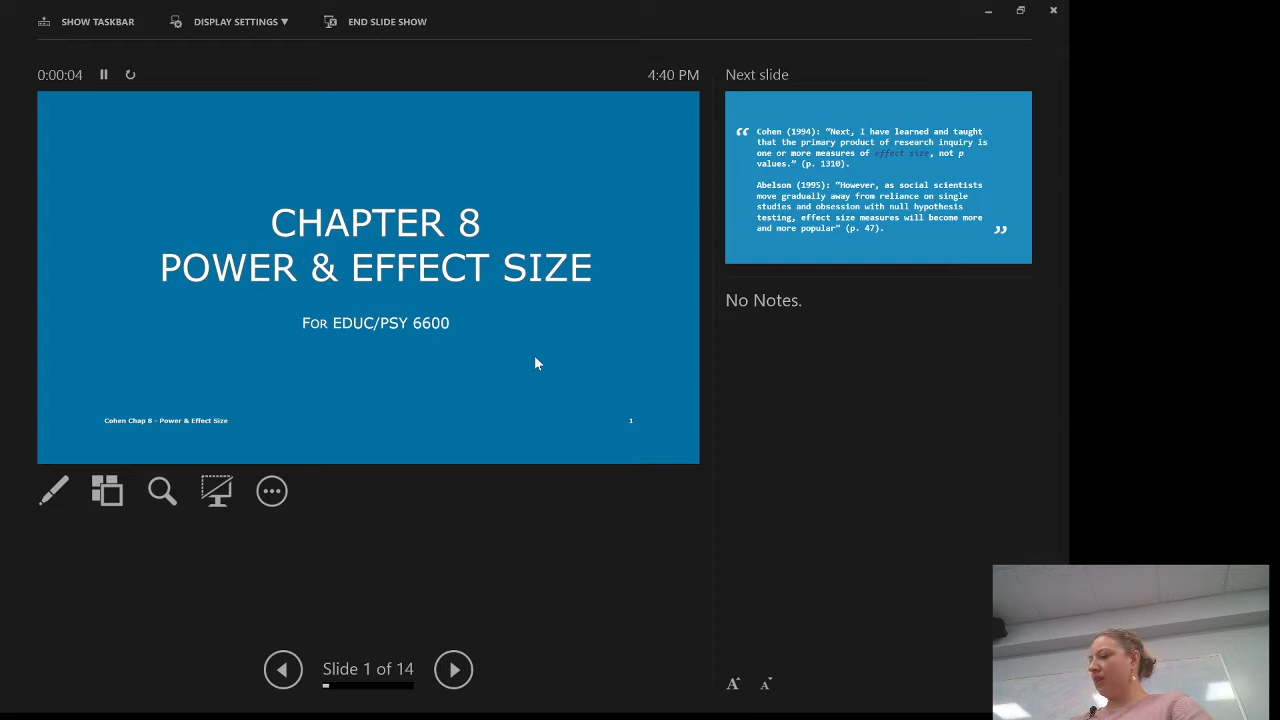 SHOW TASKBAR
DISPLAY SETTINGS ▼
END SLIDE SHOW
0:00:04
4:40 PM
CHAPTER 8
POWER & EFFECT SIZE
FOR EDUC/PSY 6600
Cohen Chap 8 - Power & Effect Size
1
Next slide
“ Cohen (1994): “Next, I have learned and taught
that the primary product of research inquiry is
one or more measures of effect size, not p
values.” (p. 1310).
Abelson (1995): “However, as social scientists
move gradually away from reliance on single
studies and obsession with null hypothesis
testing, effect size measures will become more
and more popular” (p. 47). ”
No Notes.
Slide 1 of 14
A A